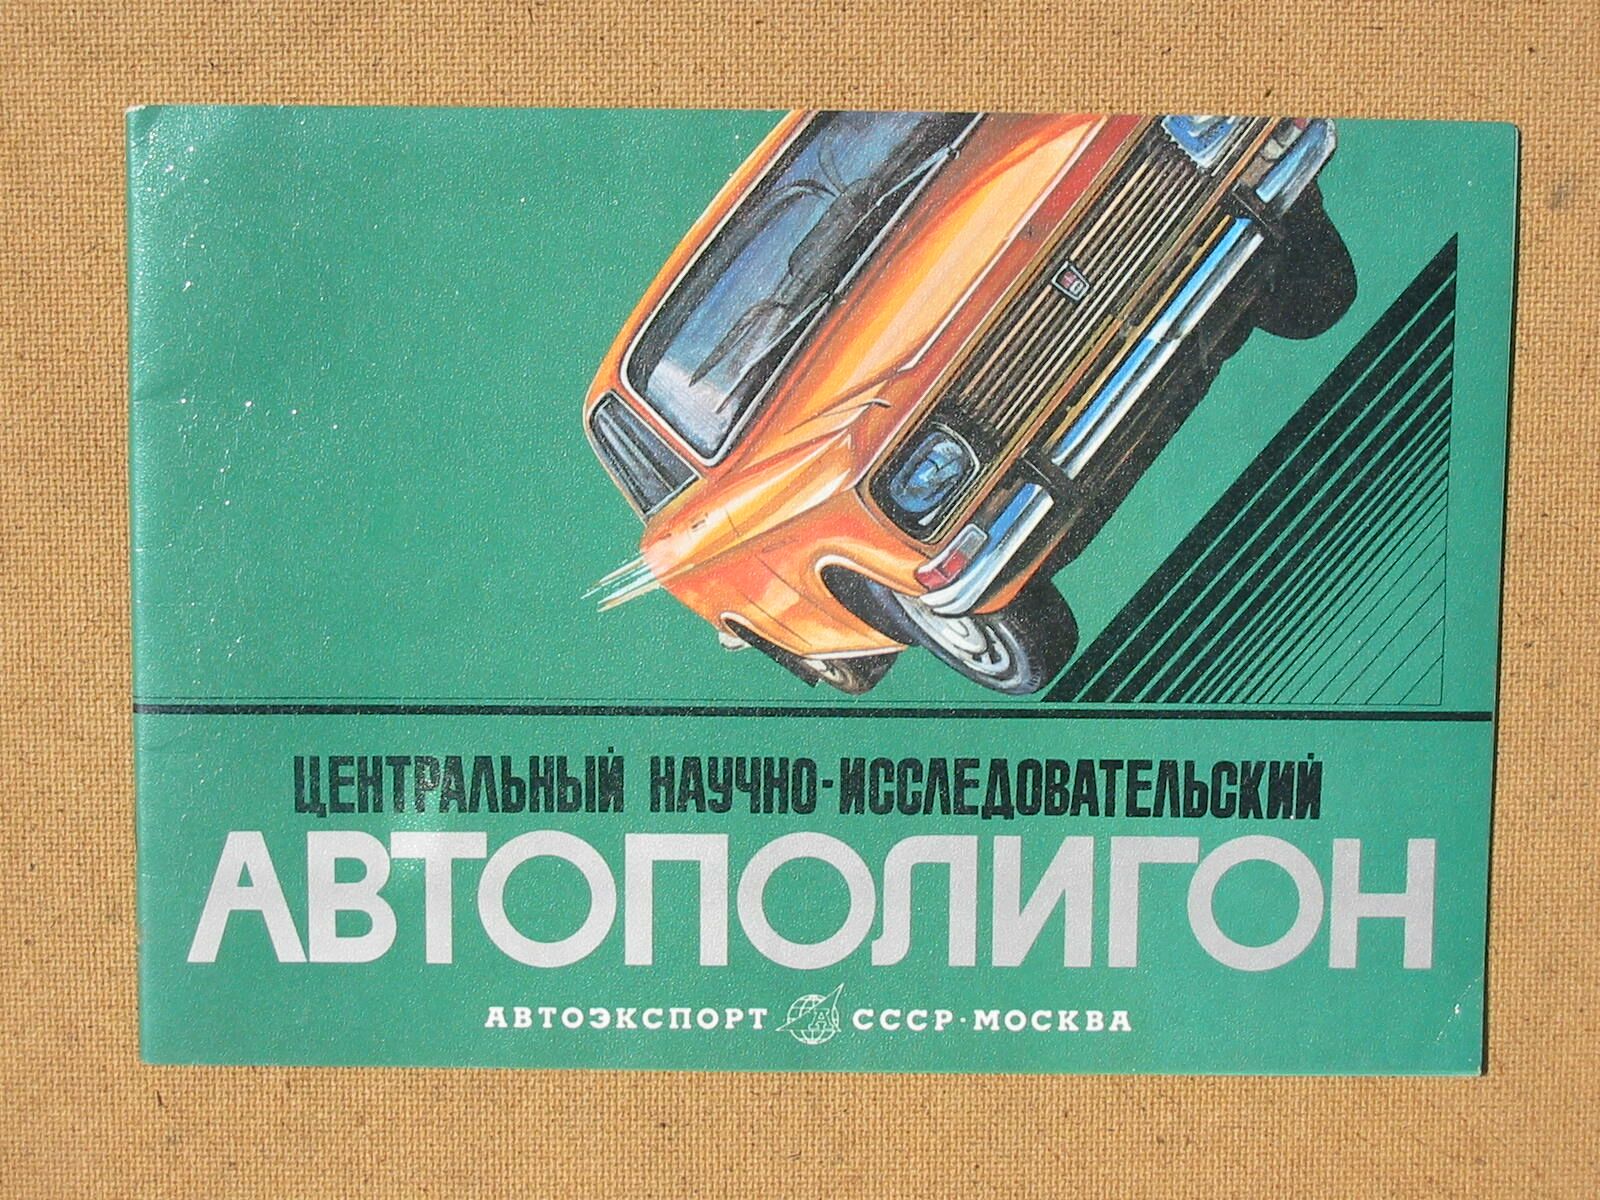 ЦЕНТРАЛЬНЫЙ НАУЧНО-ИССЛЕДОВАТЕЛЬСКИЙ
АВТОПОЛИГОН
АВТОЭКСПОРТ А СССР·МОСКВА